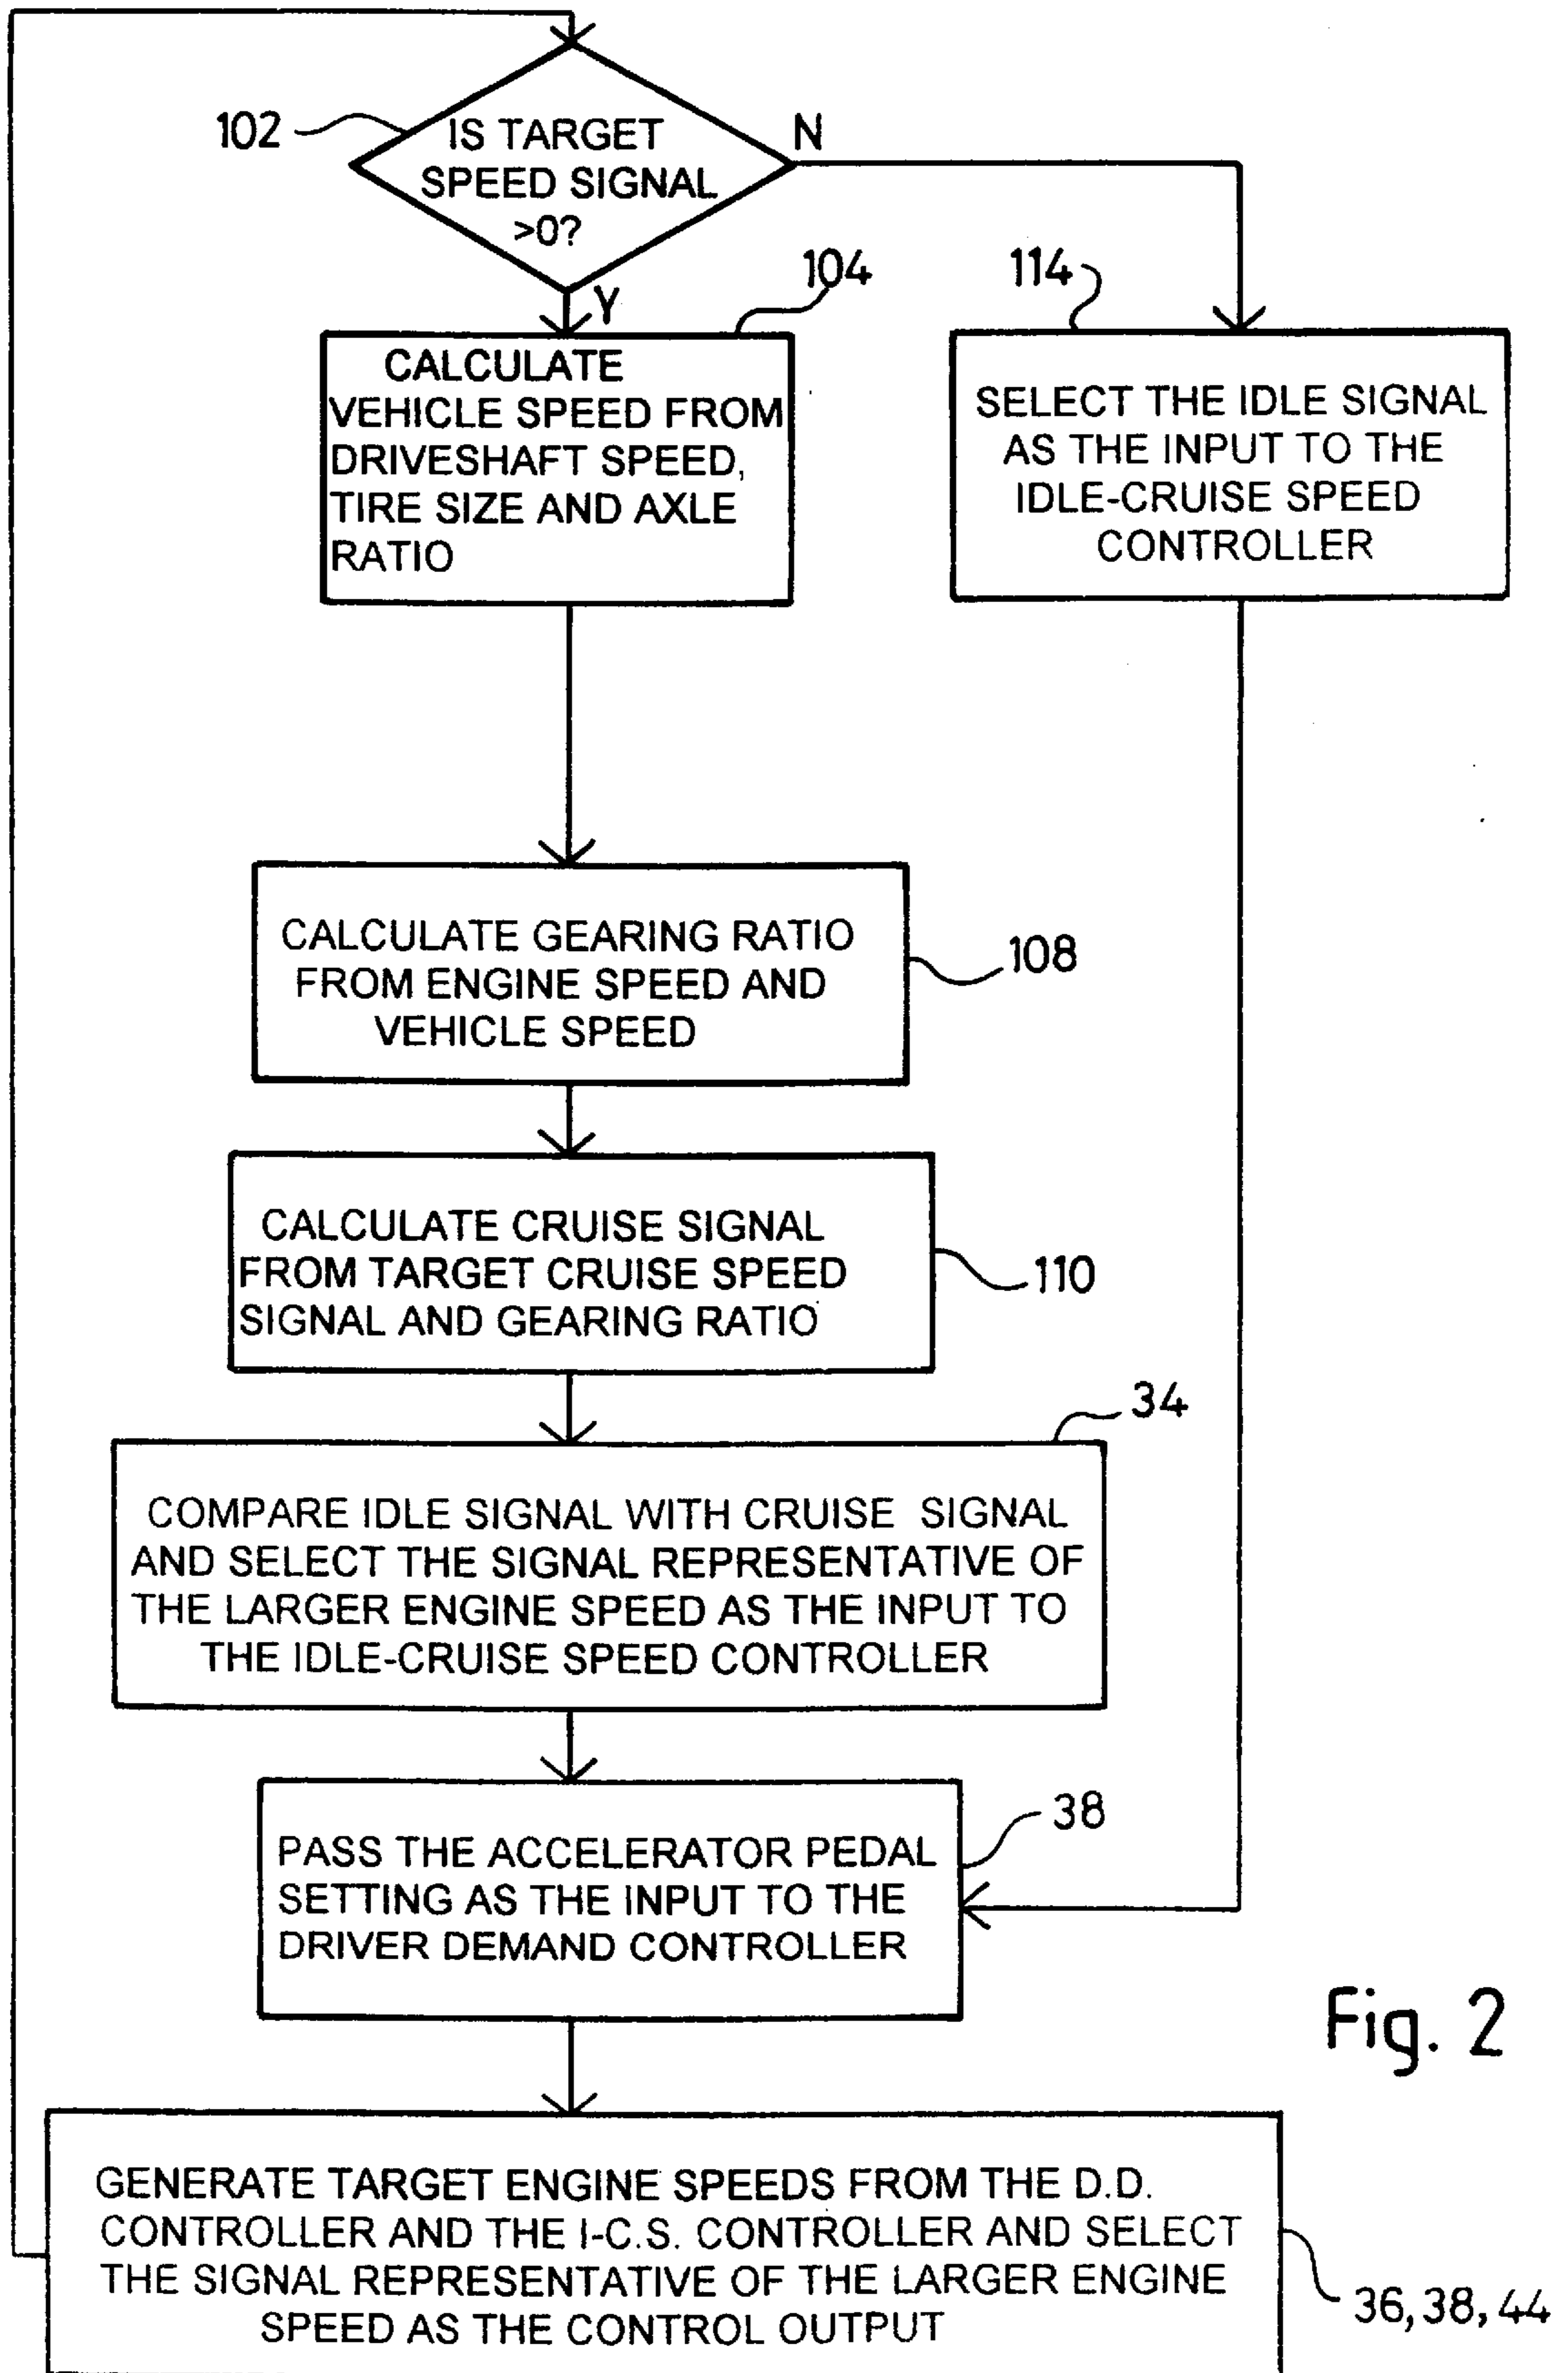 102
IS TARGET
SPEED SIGNAL
>0?
N
Y
104
CALCULATE
VEHICLE SPEED FROM
DRIVESHAFT SPEED,
TIRE SIZE AND AXLE
RATIO
114
SELECT THE IDLE SIGNAL
AS THE INPUT TO THE
IDLE-CRUISE SPEED
CONTROLLER
CALCULATE GEARING RATIO
FROM ENGINE SPEED AND
VEHICLE SPEED
108
CALCULATE CRUISE SIGNAL
FROM TARGET CRUISE SPEED
SIGNAL AND GEARING RATIO
110
34
COMPARE IDLE SIGNAL WITH CRUISE SIGNAL
AND SELECT THE SIGNAL REPRESENTATIVE OF
THE LARGER ENGINE SPEED AS THE INPUT TO
THE IDLE-CRUISE SPEED CONTROLLER
38
PASS THE ACCELERATOR PEDAL
SETTING AS THE INPUT TO THE
DRIVER DEMAND CONTROLLER
Fig. 2
GENERATE TARGET ENGINE SPEEDS FROM THE D.D.
CONTROLLER AND THE I-C.S. CONTROLLER AND SELECT
THE SIGNAL REPRESENTATIVE OF THE LARGER ENGINE
SPEED AS THE CONTROL OUTPUT
36, 38, 44